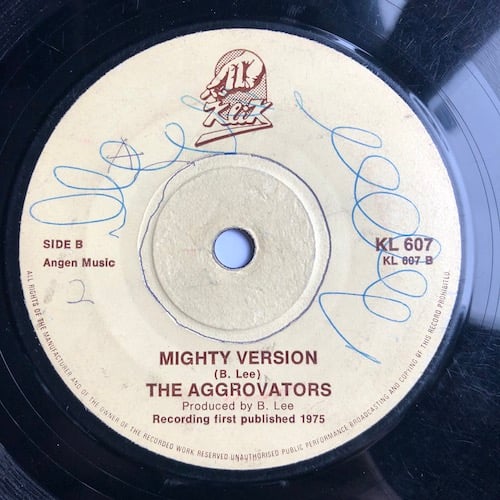 KLiK
SIDE B
Angen Music
KL 607
KL 607 B
2
MIGHTY VERSION
(B. Lee)
THE AGGROVATORS
Produced by B. Lee
Recording first published 1975
ALL RIGHTS OF THE MANUFACTURER AND OF THE OWNER OF THE RECORDED WORK RESERVED UNAUTHORISED PUBLIC PERFORMANCE BROADCASTING AND COPYING OF THIS RECORD PROHIBITED.